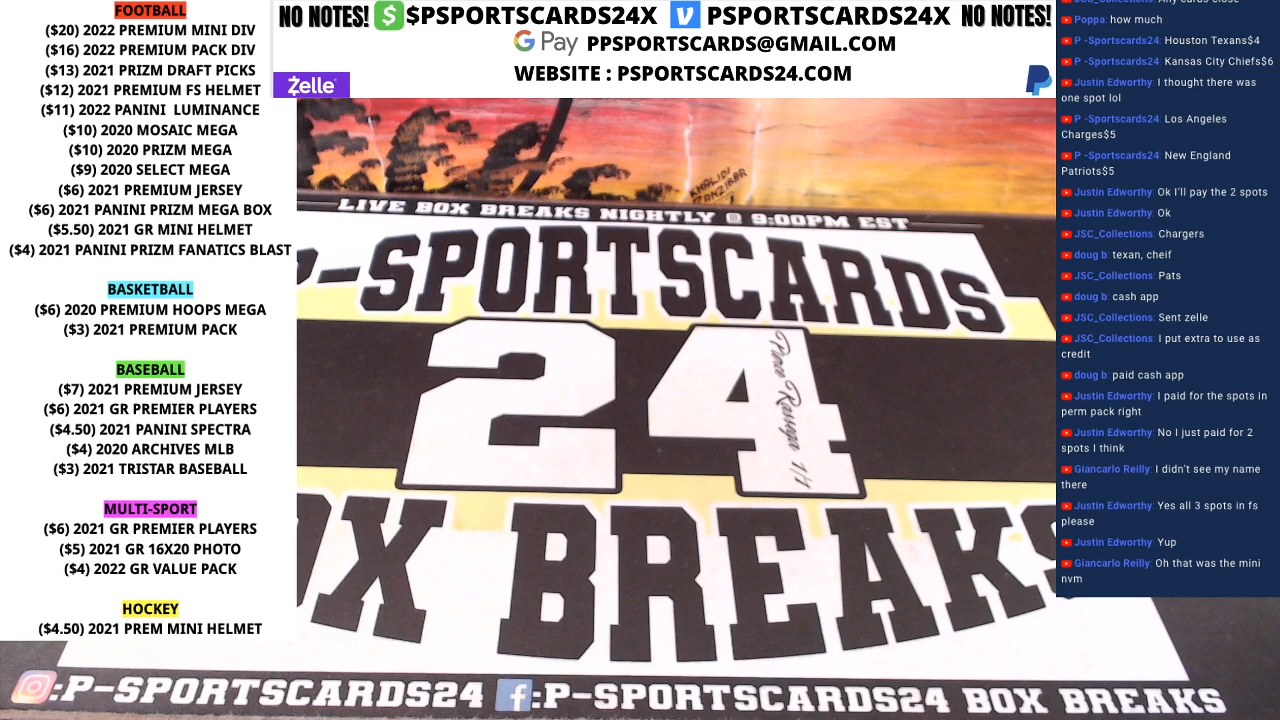 FOOTBALL
($20) 2022 PREMIUM MINI DIV
($16) 2022 PREMIUM PACK DIV
($13) 2021 PRIZM DRAFT PICKS
($12) 2021 PREMIUM FS HELMET
($11) 2022 PANINI  LUMINANCE
($10) 2020 MOSAIC MEGA
($10) 2020 PRIZM MEGA
($9) 2020 SELECT MEGA
($6) 2021 PREMIUM JERSEY
($6) 2021 PANINI PRIZM MEGA BOX
($5.50) 2021 GR MINI HELMET
($4) 2021 PANINI PRIZM FANATICS BLAST
BASKETBALL
($6) 2020 PREMIUM HOOPS MEGA
($3) 2021 PREMIUM PACK
BASEBALL
($7) 2021 PREMIUM JERSEY
($6) 2021 GR PREMIER PLAYERS
($4.50) 2021 PANINI SPECTRA
($4) 2020 ARCHIVES MLB
($3) 2021 TRISTAR BASEBALL
MULTI-SPORT
($6) 2021 GR PREMIER PLAYERS
($5) 2021 GR 16X20 PHOTO
($4) 2022 GR VALUE PACK
HOCKEY
($4.50) 2021 PREM MINI HELMET
NO NOTES! $ $PSPORTSCARDS24X V PSPORTSCARDS24X NO NOTES!
G Pay PPSPORTSCARDS@GMAIL.COM
WEBSITE : PSPORTSCARDS24.COM
Zelle
KHALIDI
ZANZIBAR
LIVE BOX BREAKS NIGHTLY @ 9:00PM EST
P-SPORTSCARDS
24
OX BREAKS
:P-SPORTSCARDS24 f:P-SPORTSCARDS24 BOX BREAKS
Poppa: how much
P -Sportscards24: Houston Texans$4
P -Sportscards24: Kansas City Chiefs$6
Justin Edworthy: I thought there was
one spot lol
P -Sportscards24: Los Angeles
Charges$5
P -Sportscards24: New England
Patriots$5
Justin Edworthy: Ok I'll pay the 2 spots
Justin Edworthy: Ok
JSC_Collections: Chargers
doug b: texan, cheif
JSC_Collections: Pats
doug b: cash app
JSC_Collections: Sent zelle
JSC_Collections: I put extra to use as
credit
doug b: paid cash app
Justin Edworthy: I paid for the spots in
perm pack right
Justin Edworthy: No I just paid for 2
spots I think
Giancarlo Reilly: I didn't see my name
there
Justin Edworthy: Yes all 3 spots in fs
please
Justin Edworthy: Yup
Giancarlo Reilly: Oh that was the mini
nvm